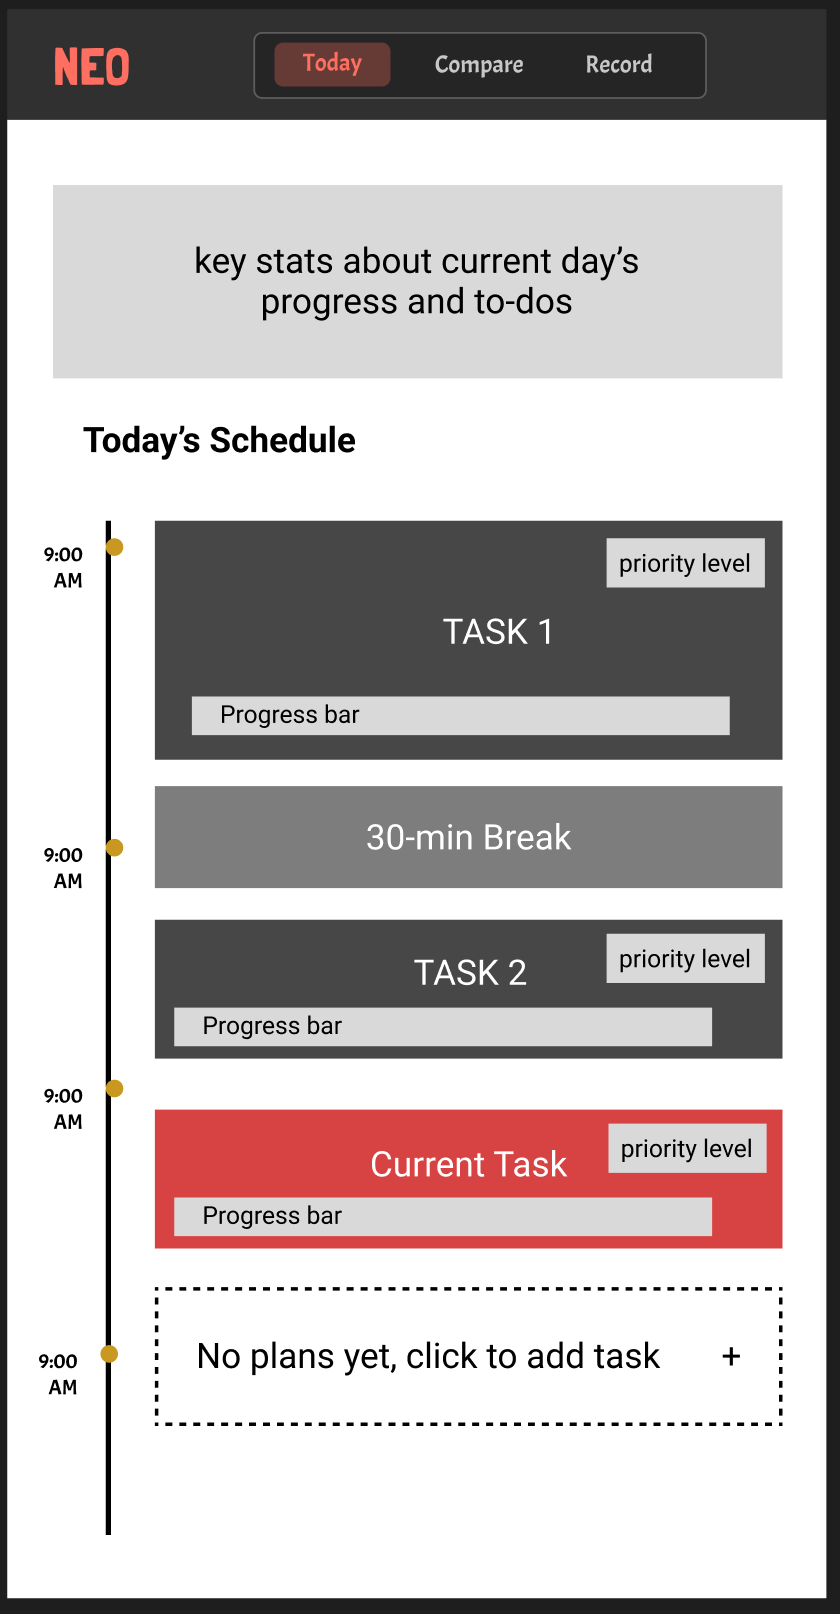 NEO
Today Compare Record
key stats about current day’s
progress and to-dos
Today’s Schedule
9:00
AM
priority level
TASK 1
Progress bar
9:00
AM
30-min Break
priority level
TASK 2
Progress bar
9:00
AM
priority level
Current Task
Progress bar
9:00
AM
No plans yet, click to add task +